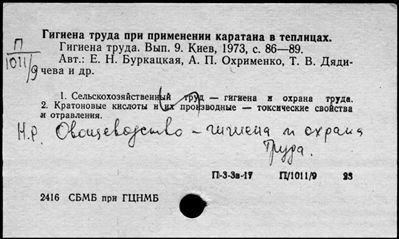 Гигиена труда при применении каратана в теплицах.
П
1011/9
Гигиена труда. Вып. 9. Киев, 1973, с. 86—89.
Авт.: Е. Н. Буркацкая, А. П. Охрименко, Т. В. Дяди-
чева и др.
1. Сельскохозяйственный труд — гигиена и охрана труда.
2. Кратоновые кислоты и их производные — токсические свойства
и отравления.
Н.р. Овощеводство — гигиена и охрана
труда.
П-3-3в-17 П/1011/9 23
2416 СБМБ при ГЦНМБ